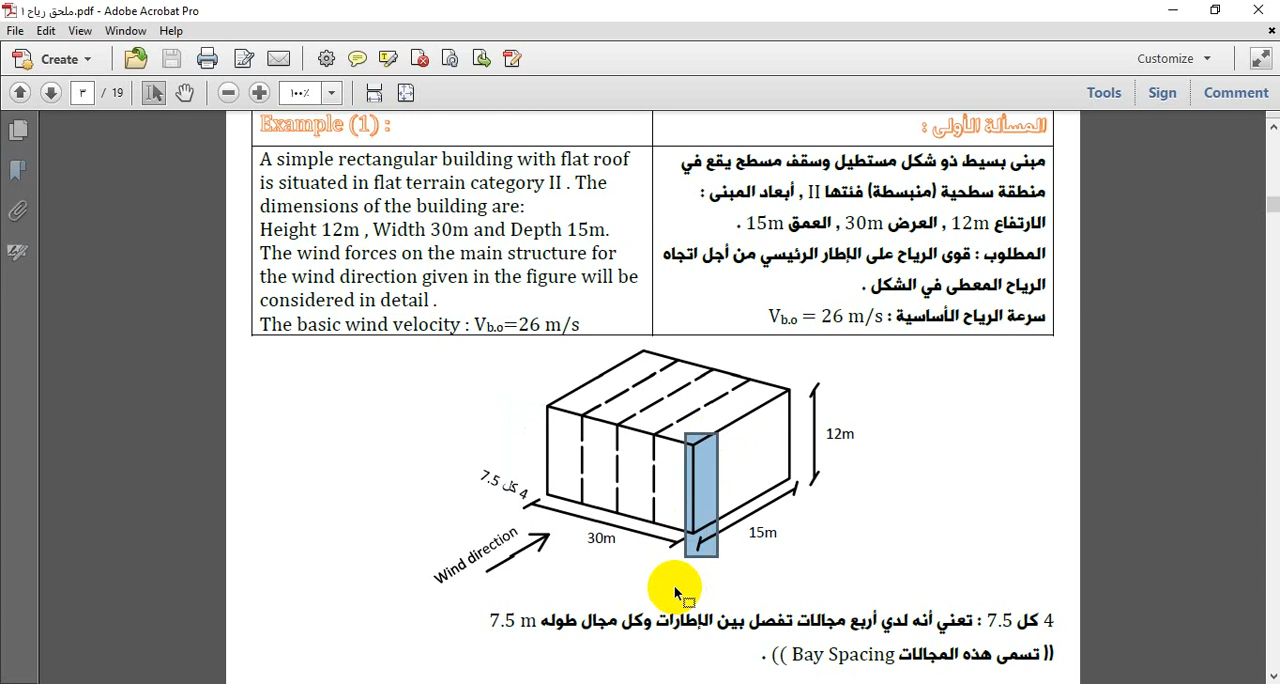 ملحق رياح ١.pdf - Adobe Acrobat Pro
File Edit View Window Help
Create
Customize
٣ / 19
١٠٠٪
Tools Sign Comment
Example (1) :
A simple rectangular building with flat roof
is situated in flat terrain category II . The
dimensions of the building are:
Height 12m , Width 30m and Depth 15m.
The wind forces on the main structure for
the wind direction given in the figure will be
considered in detail .
The basic wind velocity : Vb.o=26 m/s
المسألة الأولى :
مبنى بسيط ذو شكل مستطيل وسقف مسطح يقع في
منطقة سطحية (منبسطة) فئتها II , أبعاد المبنى :
الارتفاع 12m , العرض 30m , العمق 15m .
المطلوب : قوى الرياح على الإطار الرئيسي من أجل اتجاه
الرياح المعطى في الشكل .
سرعة الرياح الأساسية : Vb.o = 26 m/s
12m
4 كل 7.5
30m
15m
Wind direction
4 كل 7.5 : تعني أنه لدي أربع مجالات تفصل بين الإطارات وكل مجال طوله 7.5 m
(( تسمى هذه المجالات Bay Spacing )) .